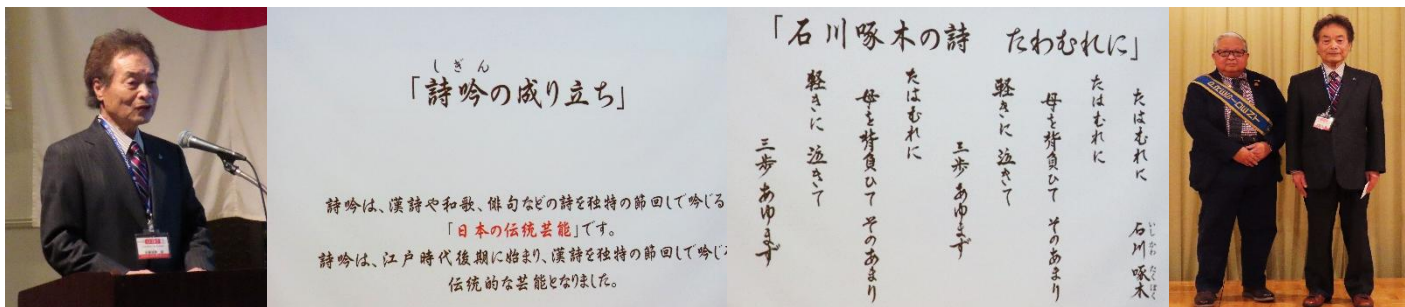 しぎん
「詩吟の成り立ち」
詩吟は、漢詩や和歌、俳句などの詩を独特の節回しで吟じる
「日本の伝統芸能」です。
詩吟は、江戸時代後期に始まり、漢詩を独特の節回しで吟じる
伝統的な芸能となりました。
「石川啄木の詩　たわむれに」
たはむれに
石川啄木
いしかわ たくぼく
たはむれに
母を背負ひて そのあまり
軽きに 泣きて
三歩 あゆまず
たはむれに
母を背負ひて そのあまり
軽きに 泣きて
三歩 あゆまず